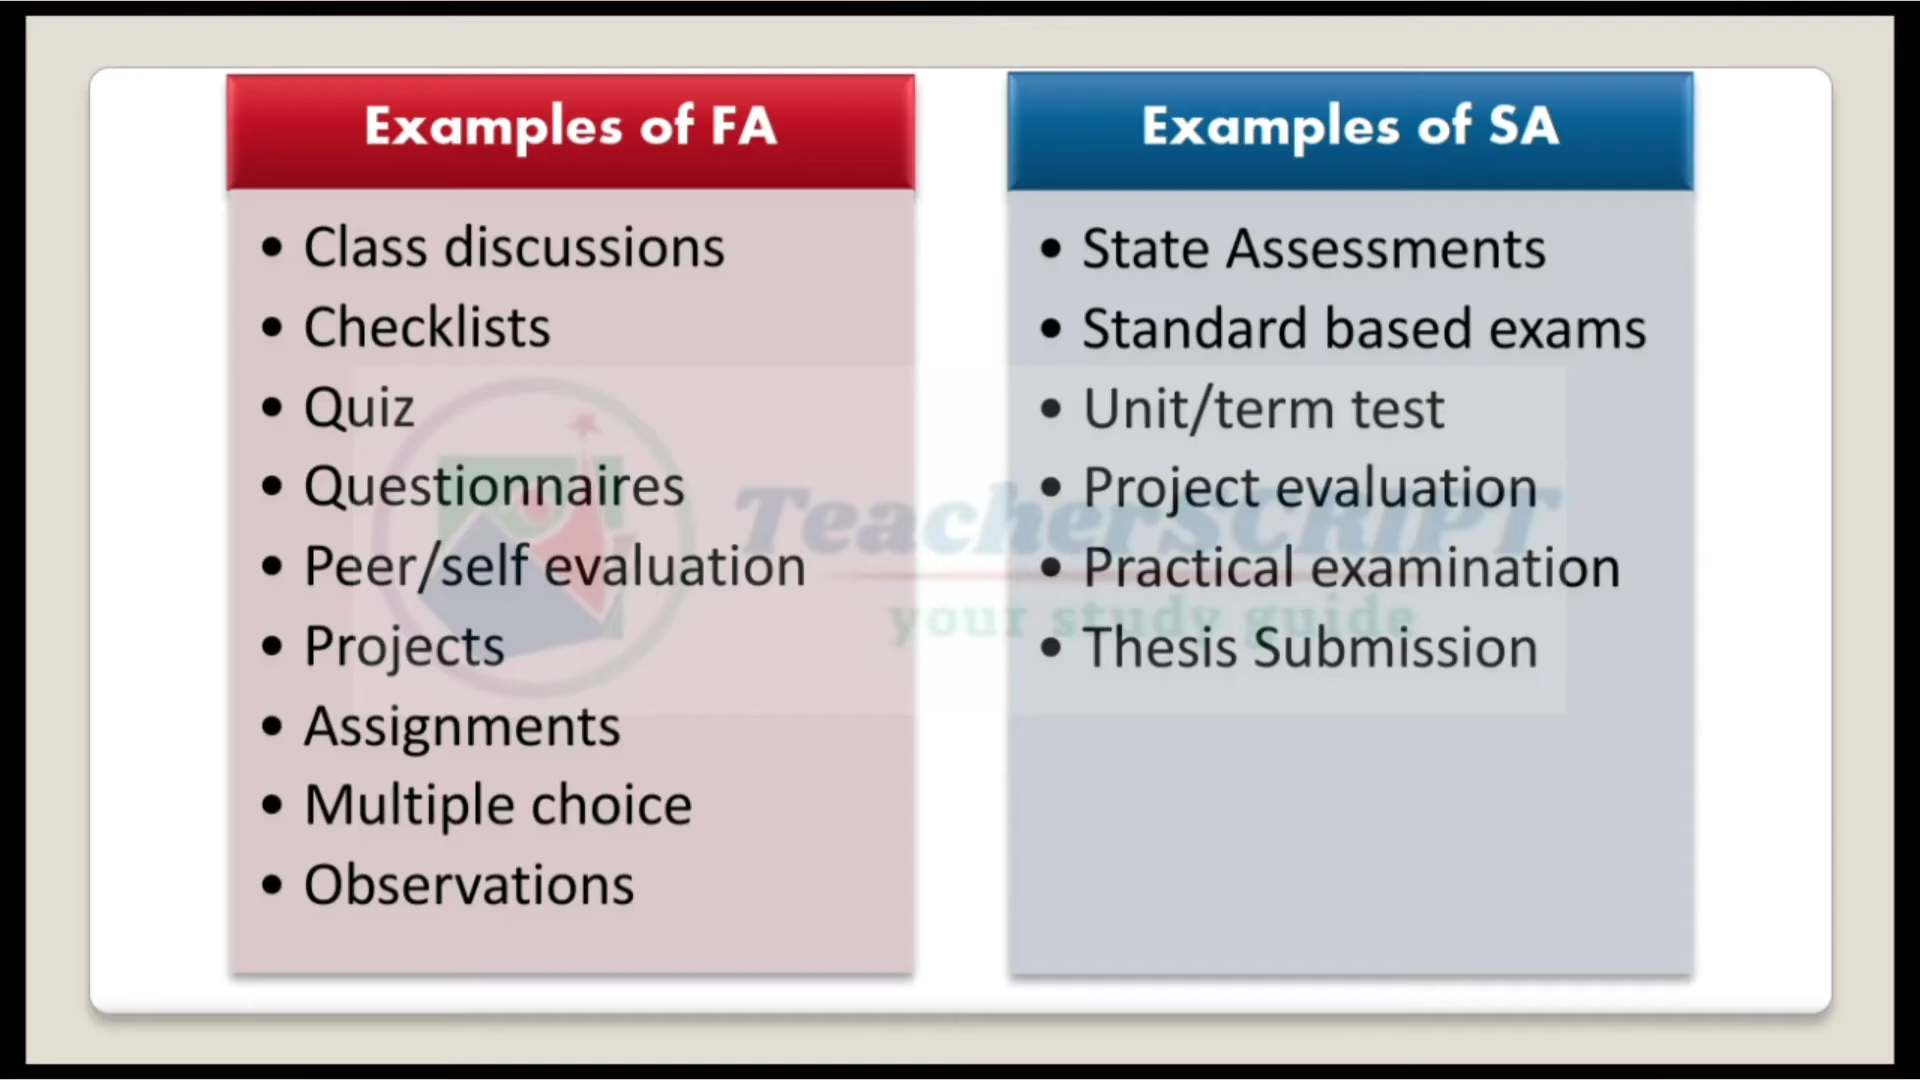 Examples of FA
• Class discussions
• Checklists
• Quiz
• Questionnaires
• Peer/self evaluation
• Projects
• Assignments
• Multiple choice
• Observations
Examples of SA
• State Assessments
• Standard based exams
• Unit/term test
• Project evaluation
• Practical examination
• Thesis Submission
TeacherSCRIPT
your study guide